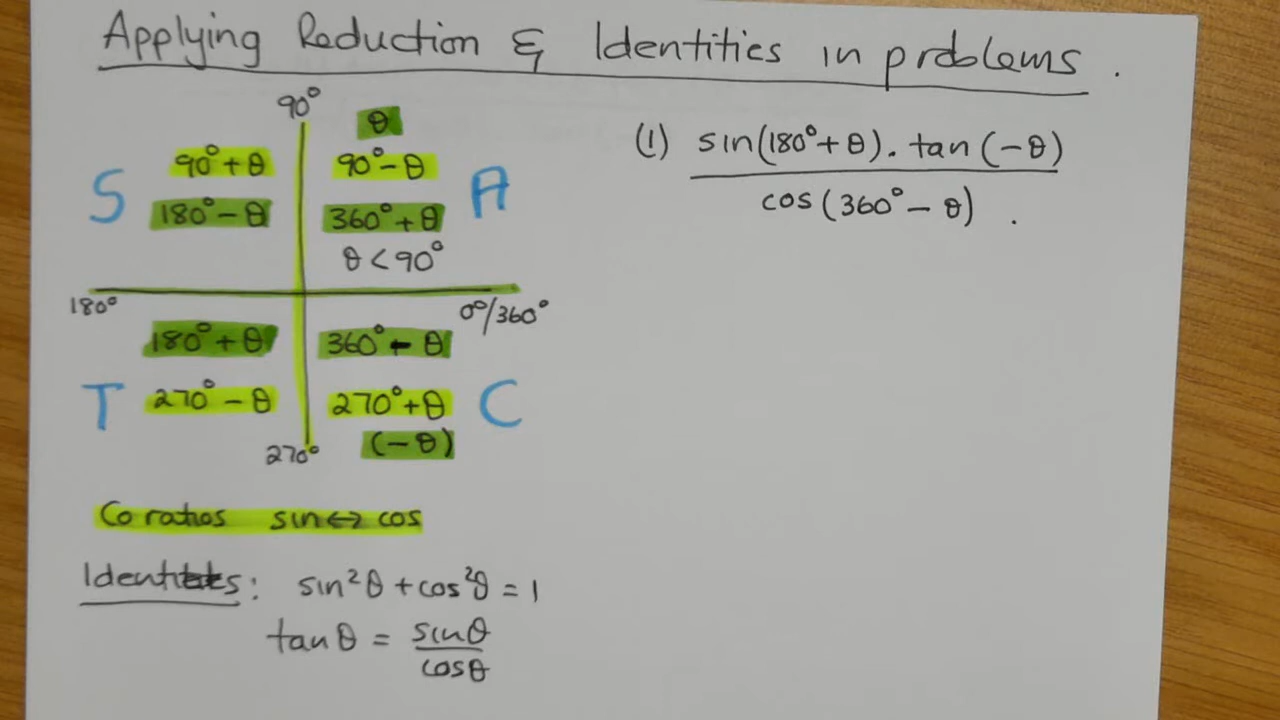 Applying Reduction & Identities in problems.
90°
θ
90°+θ
90°-θ
S
A
180°-θ
360°+θ
θ<90°
180°
0°/360°
180°+θ
360°-θ
T
270°-θ
270°+θ
C
(-θ)
270°
Co ratios sin↔cos
Identities: sin²θ+cos²θ=1
tanθ = sinθ/cosθ
(1) sin(180°+θ).tan(-θ)
cos(360°-θ).